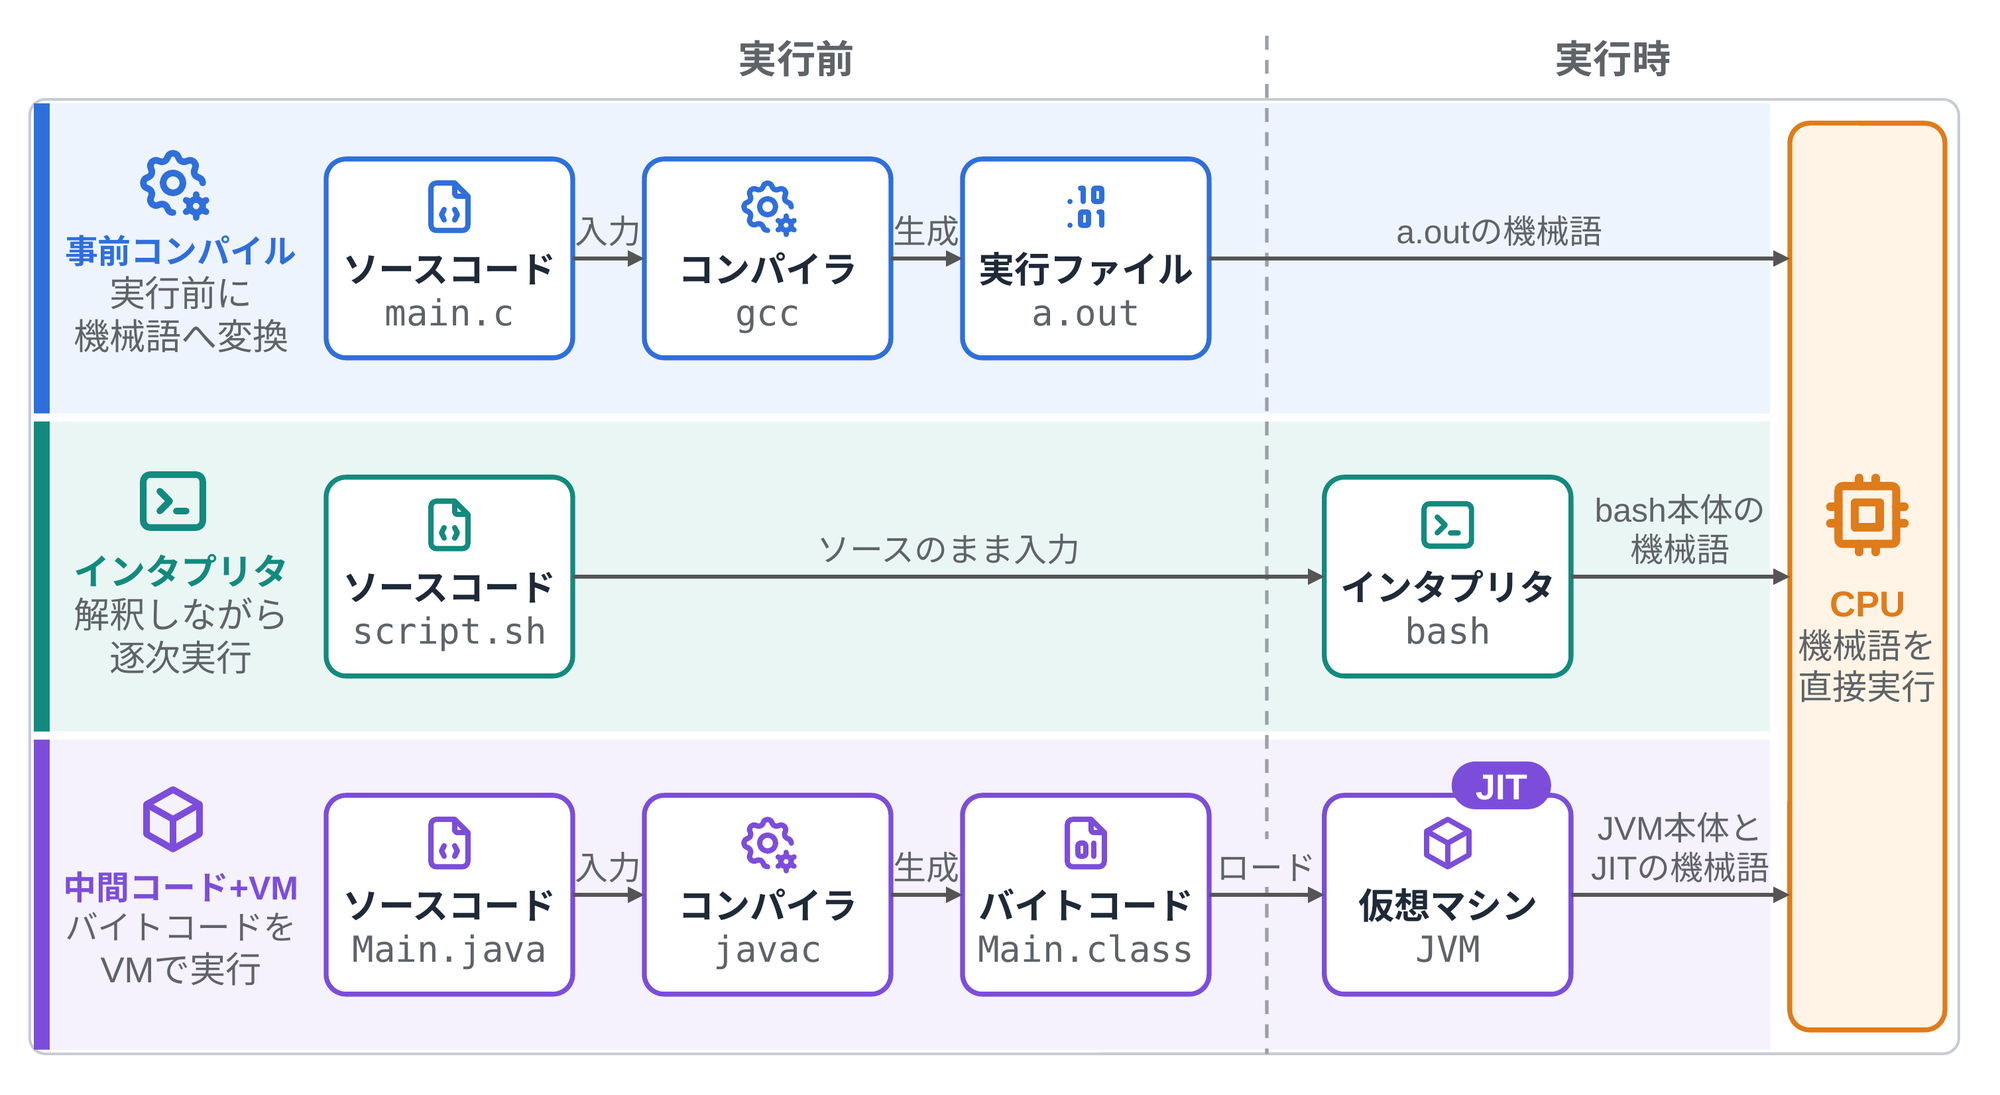 実行前
実行時
事前コンパイル
実行前に
機械語へ変換
ソースコード
main.c
入力
コンパイラ
gcc
生成
.10
.01
実行ファイル
a.out
a.outの機械語
インタプリタ
解釈しながら
逐次実行
ソースコード
script.sh
ソースのまま入力
インタプリタ
bash
bash本体の
機械語
中間コード+VM
バイトコードを
VMで実行
ソースコード
Main.java
入力
コンパイラ
javac
生成
01
バイトコード
Main.class
ロード
JIT
仮想マシン
JVM
JVM本体と
JITの機械語
CPU
機械語を
直接実行